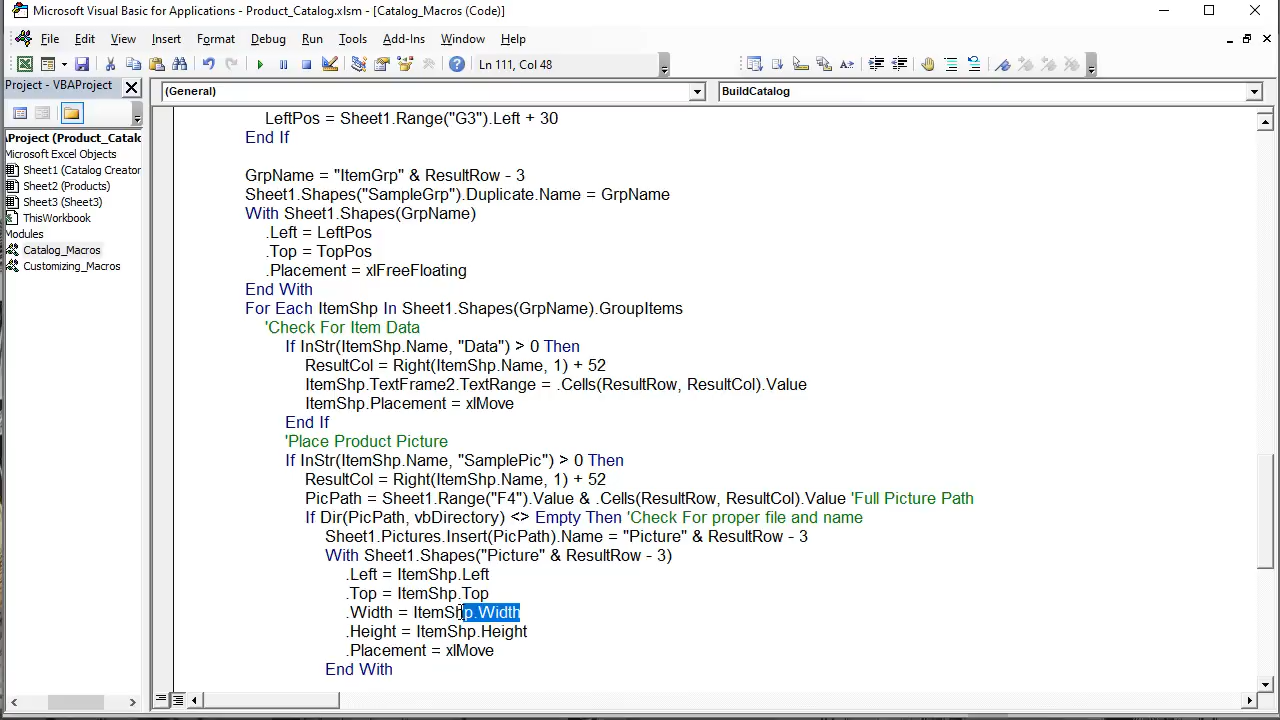 Microsoft Visual Basic for Applications - Product_Catalog.xlsm - [Catalog_Macros (Code)]
File Edit View Insert Format Debug Run Tools Add-Ins Window Help
Ln 111, Col 48
Project - VBAProject
(General)
BuildCatalog
AProject (Product_Catalo
Microsoft Excel Objects
Sheet1 (Catalog Creator
Sheet2 (Products)
Sheet3 (Sheet3)
ThisWorkbook
Modules
Catalog_Macros
Customizing_Macros
LeftPos = Sheet1.Range("G3").Left + 30
End If
GrpName = "ItemGrp" & ResultRow - 3
Sheet1.Shapes("SampleGrp").Duplicate.Name = GrpName
With Sheet1.Shapes(GrpName)
.Left = LeftPos
.Top = TopPos
.Placement = xlFreeFloating
End With
For Each ItemShp In Sheet1.Shapes(GrpName).GroupItems
'Check For Item Data
If InStr(ItemShp.Name, "Data") > 0 Then
ResultCol = Right(ItemShp.Name, 1) + 52
ItemShp.TextFrame2.TextRange = .Cells(ResultRow, ResultCol).Value
ItemShp.Placement = xlMove
End If
'Place Product Picture
If InStr(ItemShp.Name, "SamplePic") > 0 Then
ResultCol = Right(ItemShp.Name, 1) + 52
PicPath = Sheet1.Range("F4").Value & .Cells(ResultRow, ResultCol).Value 'Full Picture Path
If Dir(PicPath, vbDirectory) <> Empty Then 'Check For proper file and name
Sheet1.Pictures.Insert(PicPath).Name = "Picture" & ResultRow - 3
With Sheet1.Shapes("Picture" & ResultRow - 3)
.Left = ItemShp.Left
.Top = ItemShp.Top
.Width = ItemShp.Width
.Height = ItemShp.Height
.Placement = xlMove
End With